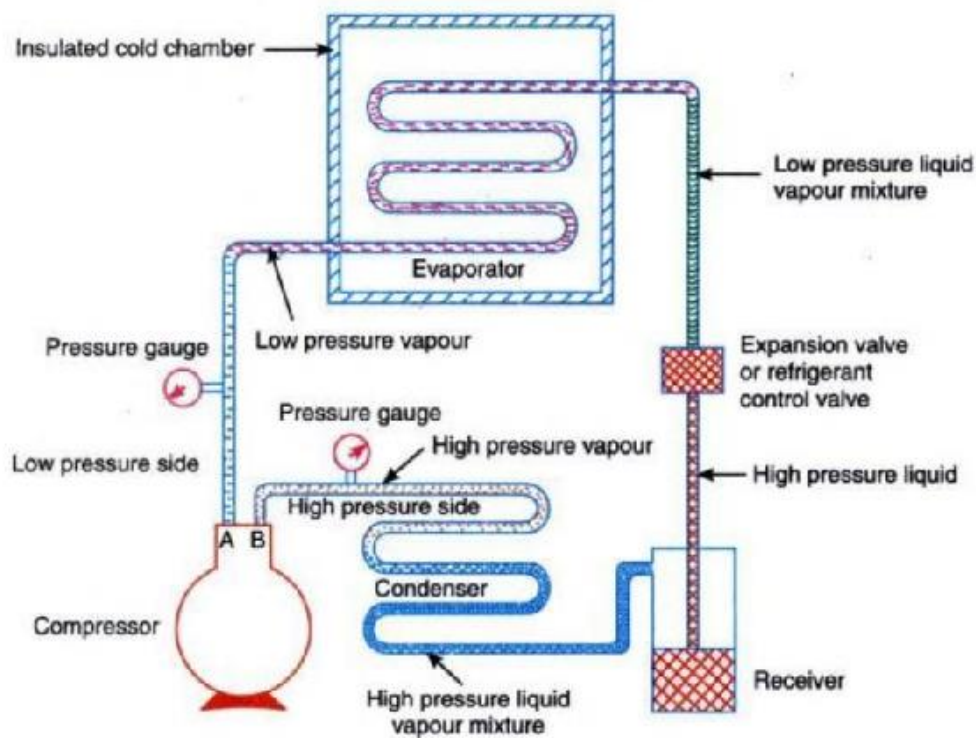 Insulated cold chamber
Low pressure liquid
vapour mixture
Evaporator
Low pressure vapour
Pressure gauge
Expansion valve
or refrigerant
control valve
Pressure gauge
High pressure vapour
Low pressure side
High pressure liquid
High pressure side
A B
Condenser
Compressor
Receiver
High pressure liquid
vapour mixture